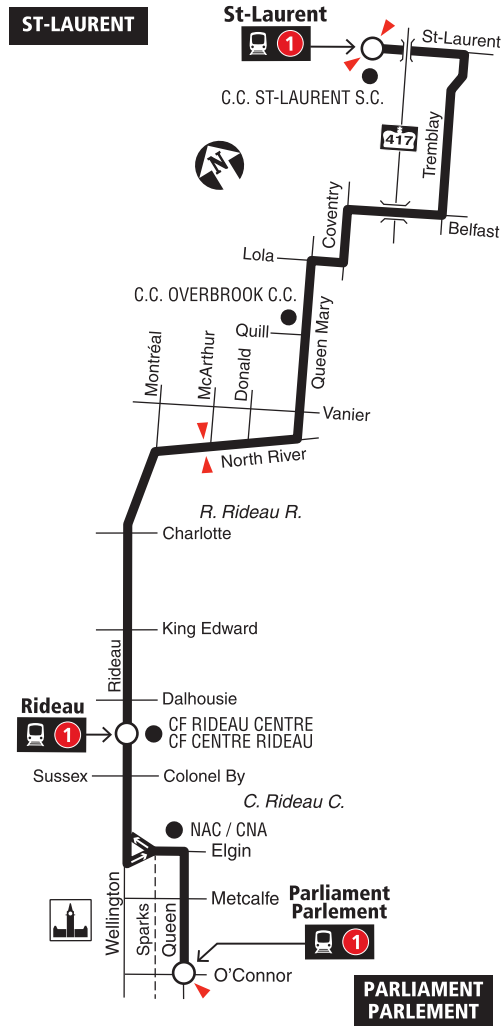 ST-LAURENT
St-Laurent
1
St-Laurent
C.C. ST-LAURENT S.C.
417
Tremblay
N
Coventry
Belfast
Lola
C.C. OVERBROOK C.C.
Quill
Queen Mary
Montréal
McArthur
Donald
Vanier
North River
R. Rideau R.
Charlotte
King Edward
Rideau
Dalhousie
Rideau
1
CF RIDEAU CENTRE
CF CENTRE RIDEAU
Sussex
Colonel By
C. Rideau C.
NAC / CNA
Elgin
Wellington
Sparks
Queen
Metcalfe
Parliament
Parlement
1
O'Connor
PARLIAMENT
PARLEMENT